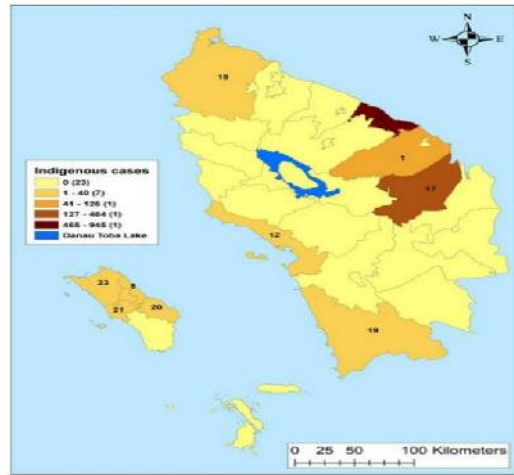 N
W E
S
18
1
17
Indigenous cases
0 (23)
1 - 40 (7)
41 - 126 (1)
127 - 464 (1)
465 - 945 (1)
Danau Toba Lake
12
23
8
20
21
19
0 25 50 100 Kilometers